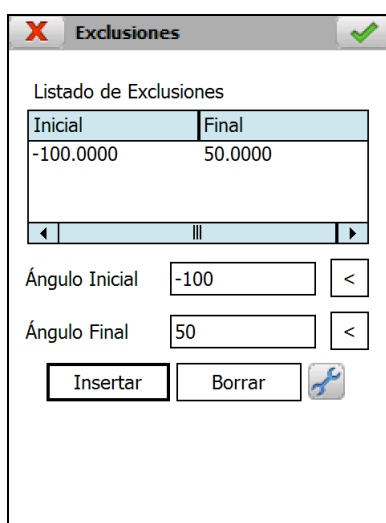 Exclusiones
Listado de Exclusiones
Inicial Final
-100.0000 50.0000
Ángulo Inicial -100 <
Ángulo Final 50 <
Insertar Borrar